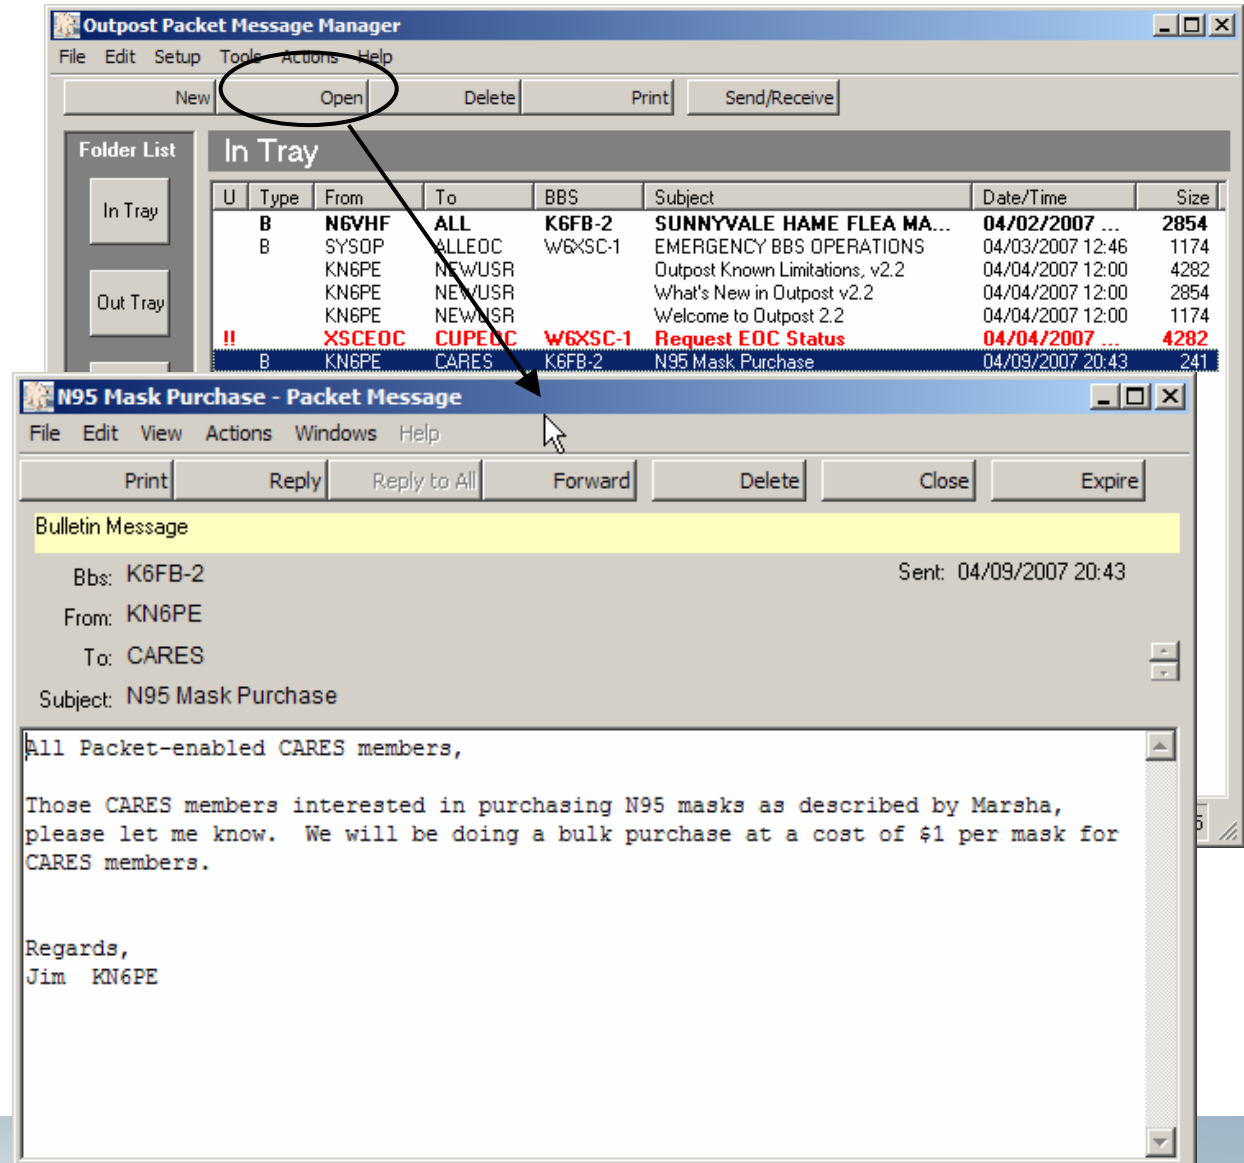 Outpost Packet Message Manager
File Edit Setup Tools Actions Help
New Open Delete Print Send/Receive
Folder List In Tray
In Tray
Out Tray
U Type From To BBS Subject Date/Time Size
B N6VHF ALL K6FB-2 SUNNYVALE HAME FLEA MA... 04/02/2007 ... 2854
B SYSOP ALLEOC W6XSC-1 EMERGENCY BBS OPERATIONS 04/03/2007 12:46 1174
KN6PE NEWUSR Outpost Known Limitations, v2.2 04/04/2007 12:00 4282
KN6PE NEWUSR What's New in Outpost v2.2 04/04/2007 12:00 2854
KN6PE NEWUSR Welcome to Outpost 2.2 04/04/2007 12:00 1174
!! XSCEOC CUPEOC W6XSC-1 Request EOC Status 04/04/2007 ... 4282
B KN6PE CARES K6FB-2 N95 Mask Purchase 04/09/2007 20:43 241
N95 Mask Purchase - Packet Message
File Edit View Actions Windows Help
Print Reply Reply to All Forward Delete Close Expire
Bulletin Message
Bbs: K6FB-2 Sent: 04/09/2007 20:43
From: KN6PE
To: CARES
Subject: N95 Mask Purchase
All Packet-enabled CARES members,
Those CARES members interested in purchasing N95 masks as described by Marsha,
please let me know. We will be doing a bulk purchase at a cost of $1 per mask for
CARES members.
Regards,
Jim KN6PE